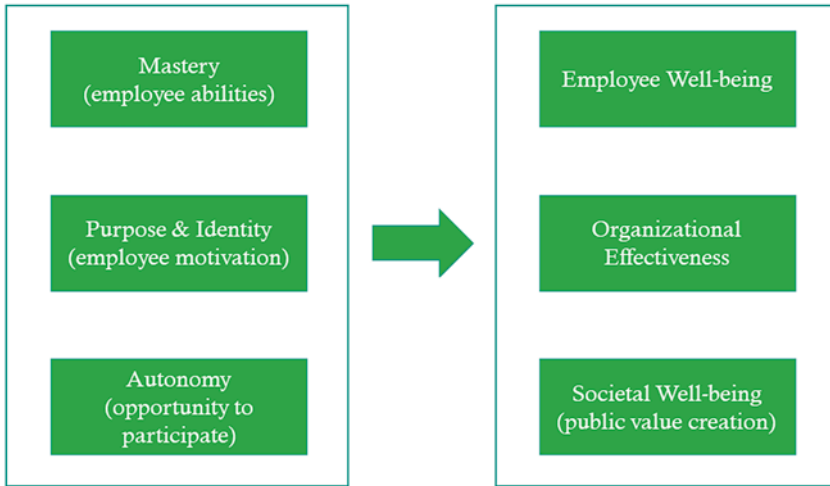 Mastery
(employee abilities)
Purpose & Identity
(employee motivation)
Autonomy
(opportunity to
participate)
Employee Well-being
Organizational
Effectiveness
Societal Well-being
(public value creation)